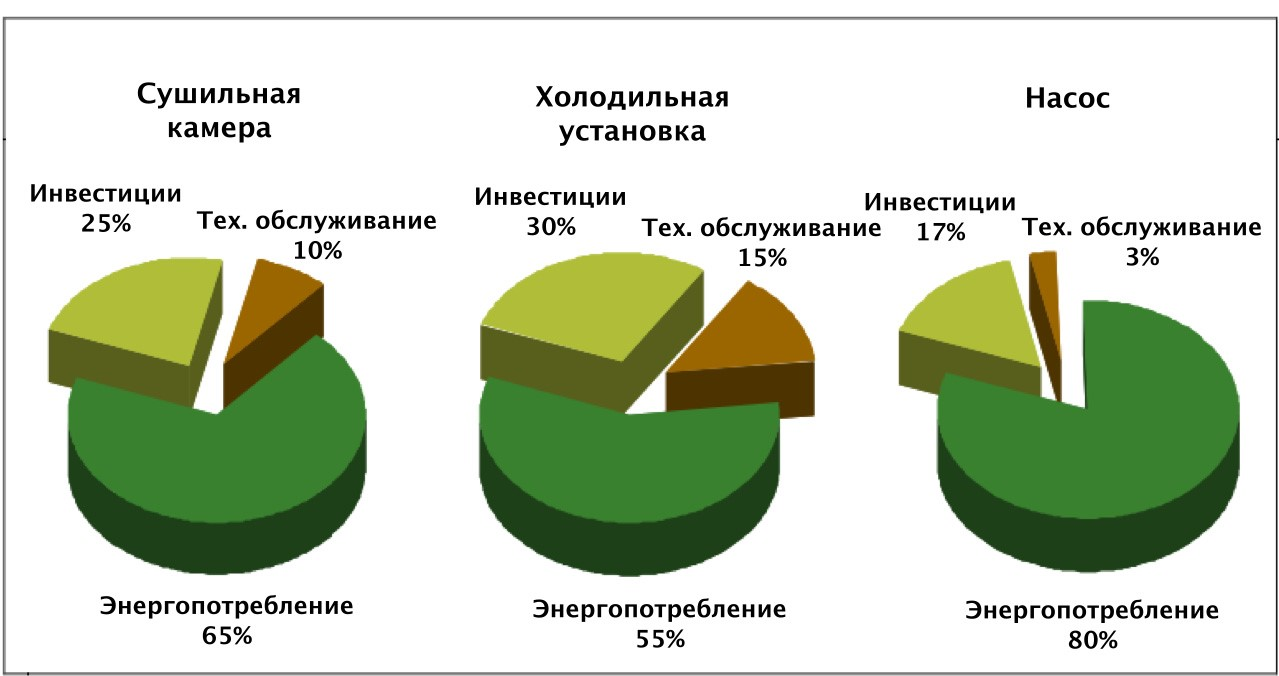 Сушильная
камера
Инвестиции
25%
Тех. обслуживание
10%
Энергопотребление
65%
Холодильная
установка
Инвестиции
30%
Тех. обслуживание
15%
Энергопотребление
55%
Насос
Инвестиции
17%
Тех. обслуживание
3%
Энергопотребление
80%